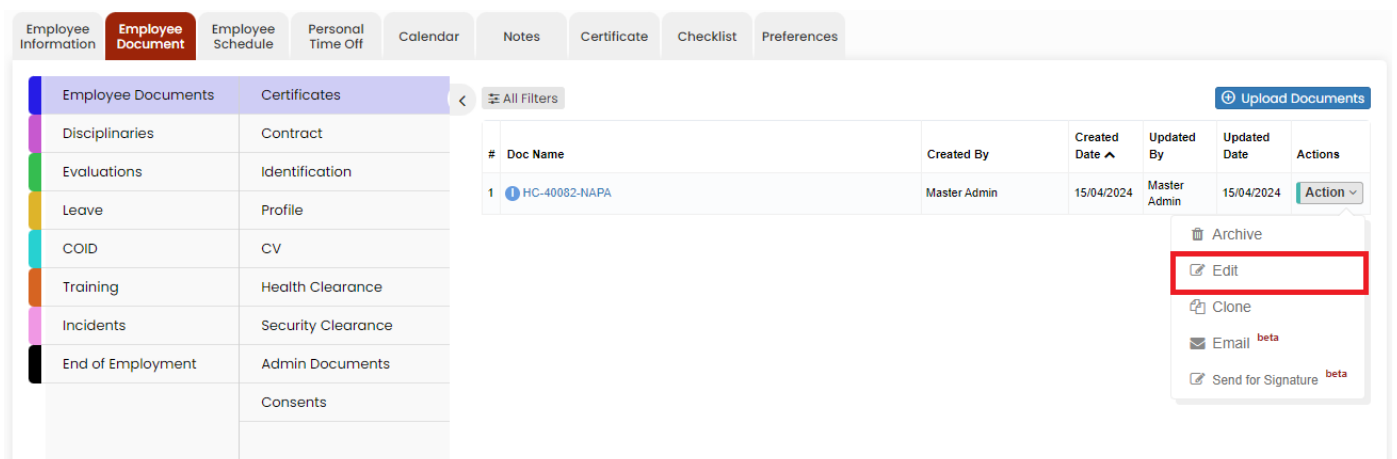 Employee Information
Employee Document
Employee Schedule
Personal Time Off
Calendar
Notes
Certificate
Checklist
Preferences
Employee Documents
Disciplinaries
Evaluations
Leave
COID
Training
Incidents
End of Employment
Certificates
Contract
Identification
Profile
CV
Health Clearance
Security Clearance
Admin Documents
Consents
All Filters
Upload Documents
# Doc Name Created By Created Date Updated By Updated Date Actions
1 I HC-40082-NAPA Master Admin 15/04/2024 Master Admin 15/04/2024 Action
Archive
Edit
Clone
Email beta
Send for Signature beta